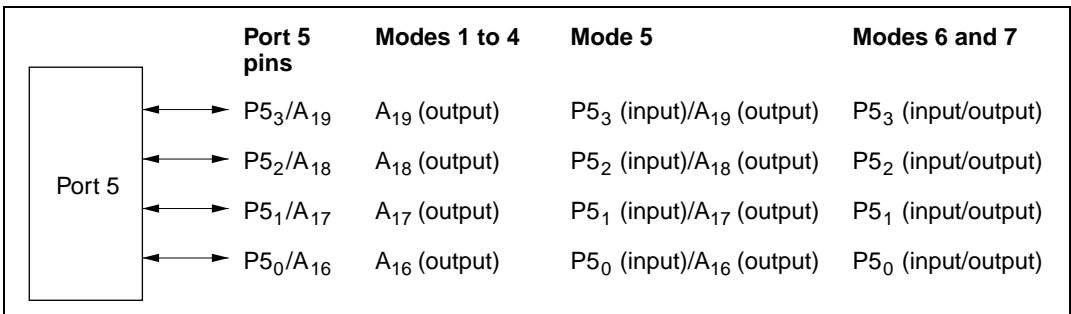 Port 5 pins Modes 1 to 4 Mode 5 Modes 6 and 7
P5₃/A₁₉ A₁₉ (output) P5₃ (input)/A₁₉ (output) P5₃ (input/output)
P5₂/A₁₈ A₁₈ (output) P5₂ (input)/A₁₈ (output) P5₂ (input/output)
Port 5
P5₁/A₁₇ A₁₇ (output) P5₁ (input)/A₁₇ (output) P5₁ (input/output)
P5₀/A₁₆ A₁₆ (output) P5₀ (input)/A₁₆ (output) P5₀ (input/output)